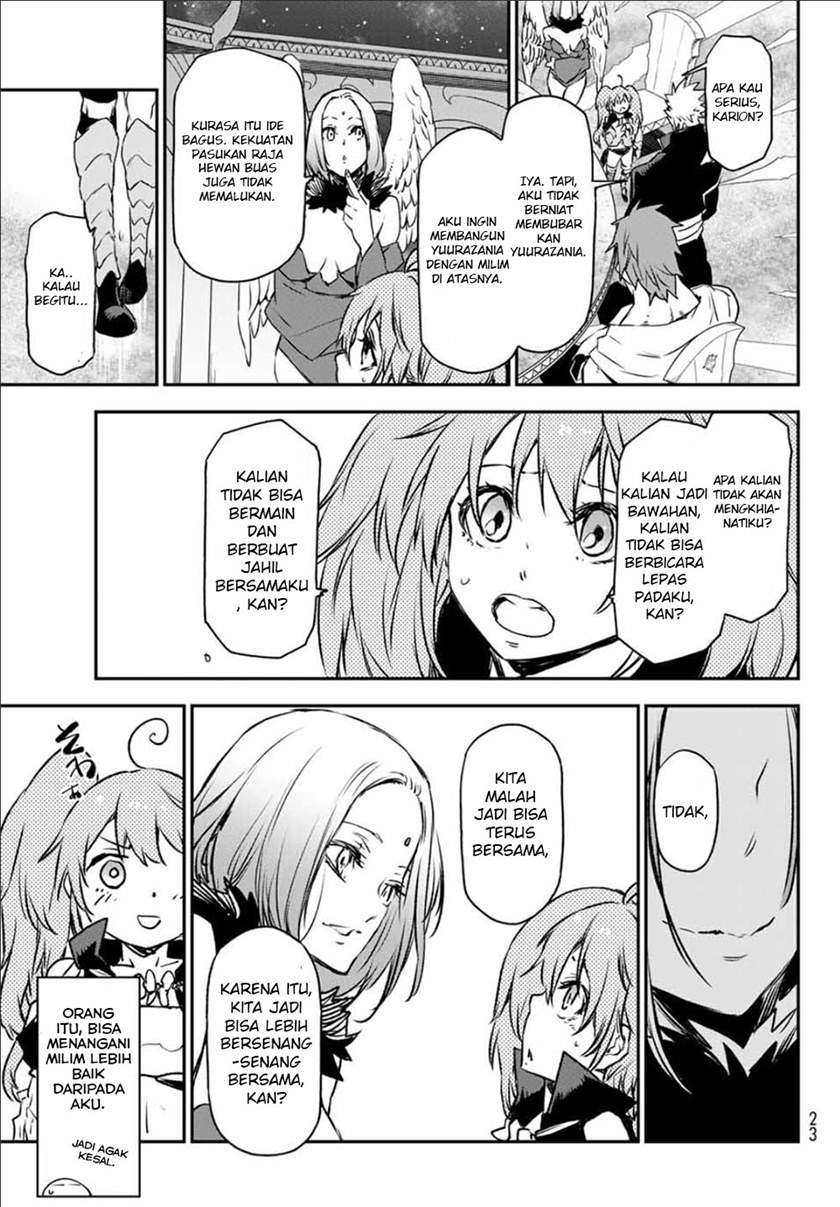 APA KAU
SERIUS,
KARION?
IYA. TAPI,
AKU TIDAK
BERNIAT
MEMBUBAR
KAN
YUURAZANIA.
AKU INGIN
MEMBANGUN
YUURAZANIA
DENGAN MILIM
DI ATASNYA.
KURASA ITU IDE
BAGUS. KEKUATAN
PASUKAN RAJA
HEWAN BUAS
JUGA TIDAK
MEMALUKAN.
KA..
KALAU
BEGITU...
APA KALIAN
TIDAK AKAN
MENGKHIA-
NATIKU?
KALAU
KALIAN JADI
BAWAHAN,
KALIAN
TIDAK BISA
BERBICARA
LEPAS
PADAKU,
KAN?
KALIAN
TIDAK BISA
BERMAIN
DAN
BERBUAT
JAHIL
BERSAMAKU
, KAN?
TIDAK,
KITA
MALAH
JADI BISA
TERUS
BERSAMA,
KARENA ITU,
KITA JADI
BISA LEBIH
BERSENANG
-SENANG
BERSAMA,
KAN?
そわぁ
ORANG
ITU, BISA
MENANGANI
MILIM LEBIH
BAIK
DARIPADA
AKU.
JADI AGAK
KESAL.
23